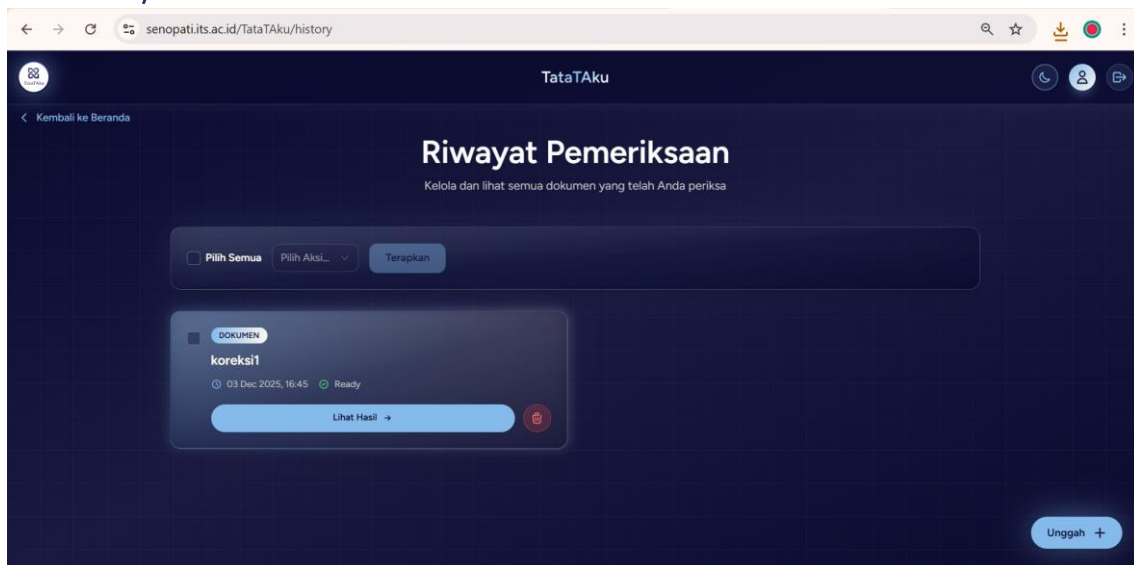 senopati.its.ac.id/TataTAku/history
TataTAku
Kembali ke Beranda
Riwayat Pemeriksaan
Kelola dan lihat semua dokumen yang telah Anda periksa
Pilih Semua
Pilih Aksi...
Terapkan
DOKUMEN
koreksi1
03 Dec 2025, 16:45 Ready
Lihat Hasil →
Unggah +